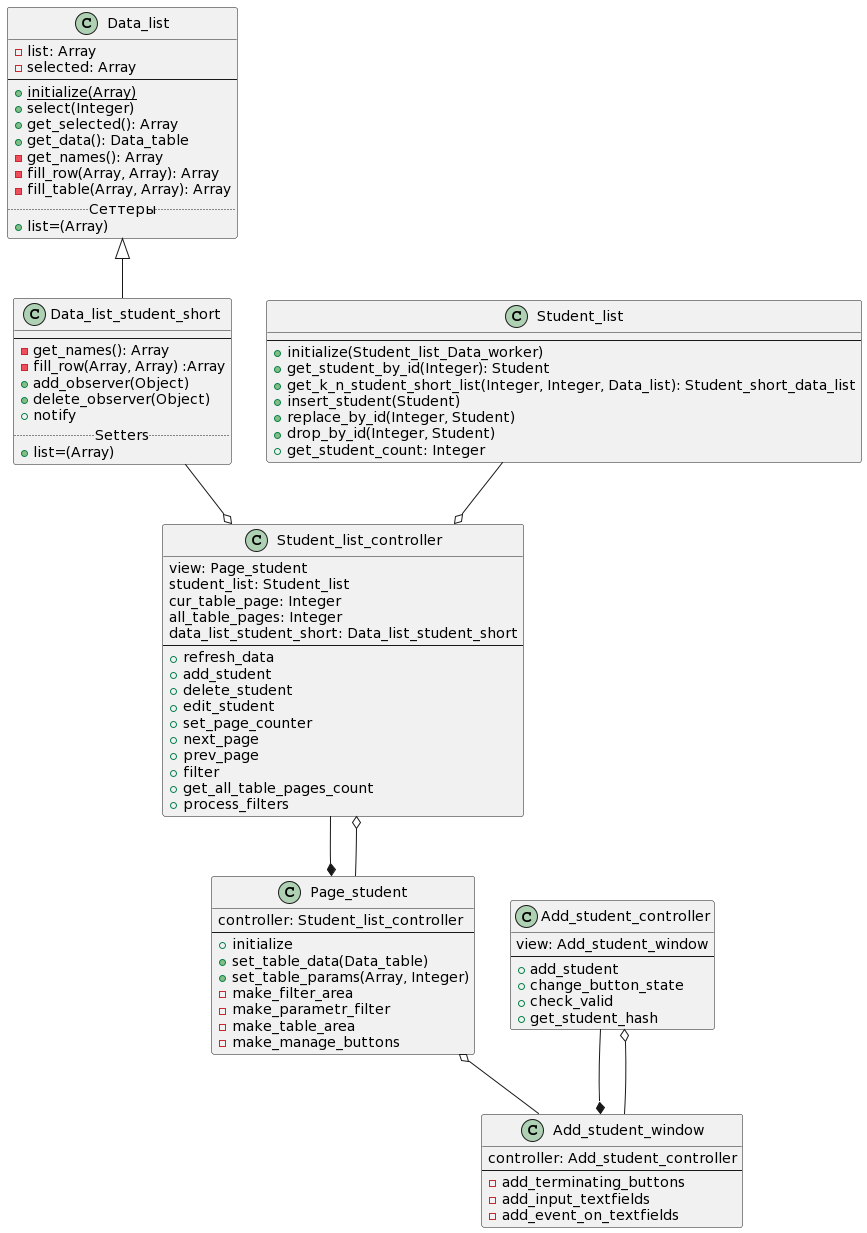 C Data_list
list: Array
selected: Array
initialize(Array)
select(Integer)
get_selected(): Array
get_data(): Data_table
get_names(): Array
fill_row(Array, Array): Array
fill_table(Array, Array): Array
Сеттеры
list=(Array)
C Data_list_student_short
get_names(): Array
fill_row(Array, Array) :Array
add_observer(Object)
delete_observer(Object)
notify
Setters
list=(Array)
C Student_list
initialize(Student_list_Data_worker)
get_student_by_id(Integer): Student
get_k_n_student_short_list(Integer, Integer, Data_list): Student_short_data_list
insert_student(Student)
replace_by_id(Integer, Student)
drop_by_id(Integer, Student)
get_student_count: Integer
C Student_list_controller
view: Page_student
student_list: Student_list
cur_table_page: Integer
all_table_pages: Integer
data_list_student_short: Data_list_student_short
refresh_data
add_student
delete_student
edit_student
set_page_counter
next_page
prev_page
filter
get_all_table_pages_count
process_filters
C Page_student
controller: Student_list_controller
initialize
set_table_data(Data_table)
set_table_params(Array, Integer)
make_filter_area
make_parametr_filter
make_table_area
make_manage_buttons
C Add_student_controller
view: Add_student_window
add_student
change_button_state
check_valid
get_student_hash
C Add_student_window
controller: Add_student_controller
add_terminating_buttons
add_input_textfields
add_event_on_textfields